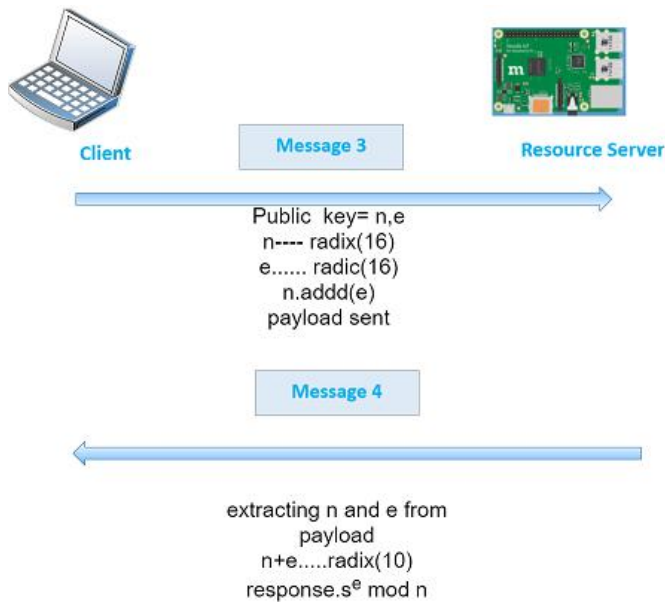 Client
Message 3
Resource Server
Public key= n,e
n---- radix(16)
e...... radic(16)
n.addd(e)
payload sent
Message 4
extracting n and e from
payload
n+e.....radix(10)
response.sᵉ mod n